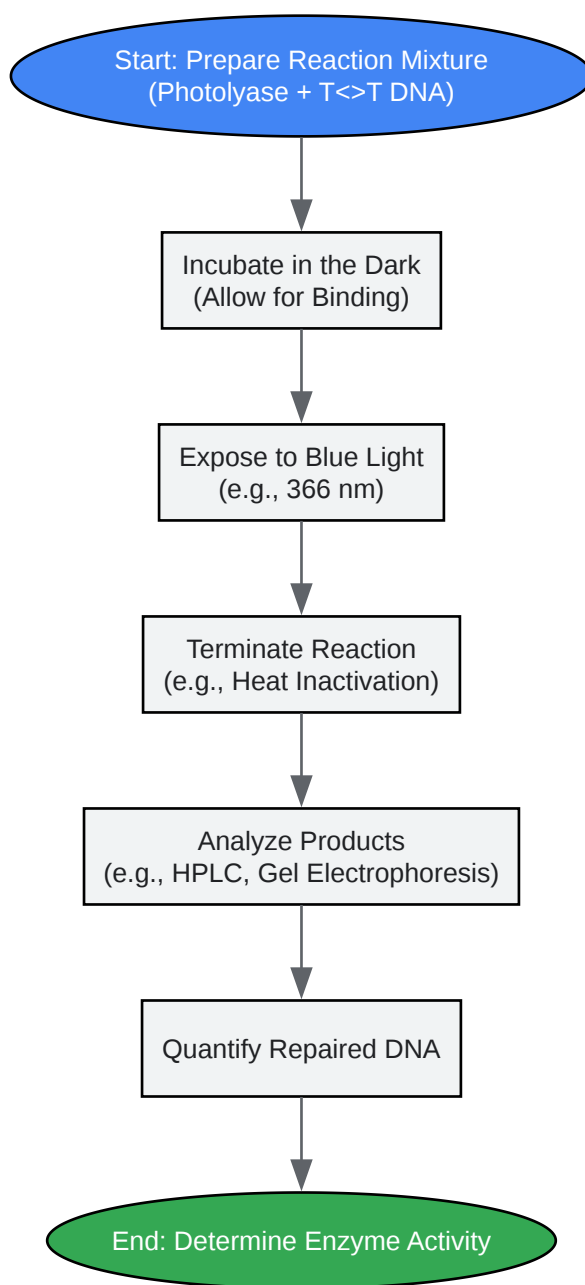 Start: Prepare Reaction Mixture
(Photolyase + T<>T DNA)
Incubate in the Dark
(Allow for Binding)
Expose to Blue Light
(e.g., 366 nm)
Terminate Reaction
(e.g., Heat Inactivation)
Analyze Products
(e.g., HPLC, Gel Electrophoresis)
Quantify Repaired DNA
End: Determine Enzyme Activity